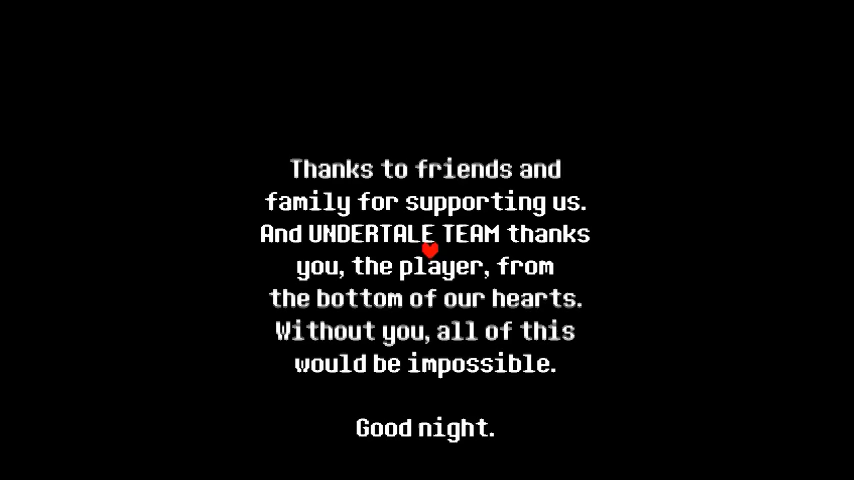 Thanks to friends and
family for supporting us.
And UNDERTALE TEAM thanks
you, the player, from
the bottom of our hearts.
Without you, all of this
would be impossible.
Good night.